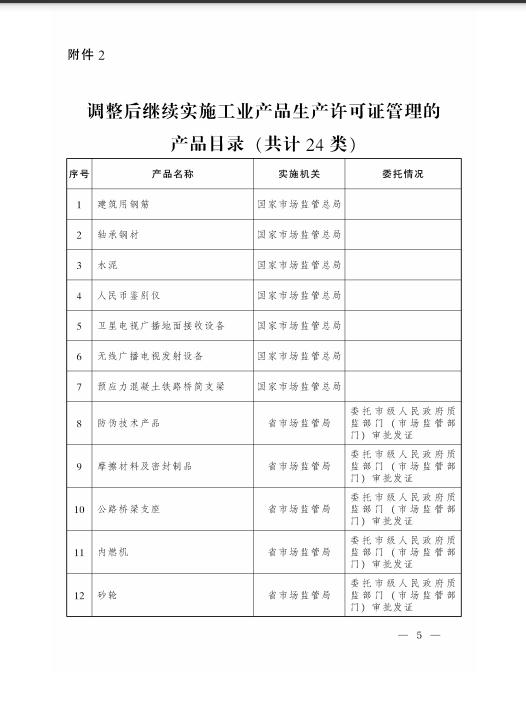 附件 2
调整后继续实施工业产品生产许可证管理的
产品目录（共计 24 类）
序号 产品名称 实施机关 委托情况
1 建筑用钢筋 国家市场监管总局
2 轴承钢材 国家市场监管总局
3 水泥 国家市场监管总局
4 人民币鉴别仪 国家市场监管总局
5 卫星电视广播地面接收设备 国家市场监管总局
6 无线广播电视发射设备 国家市场监管总局
7 预应力混凝土铁路桥简支梁 国家市场监管总局
8 防伪技术产品 省市场监管局 委托市级人民政府质
监部门（市场监管部
门）审批发证
9 摩擦材料及密封制品 省市场监管局 委托市级人民政府质
监部门（市场监管部
门）审批发证
10 公路桥梁支座 省市场监管局 委托市级人民政府质
监部门（市场监管部
门）审批发证
11 内燃机 省市场监管局 委托市级人民政府质
监部门（市场监管部
门）审批发证
12 砂轮 省市场监管局 委托市级人民政府质
监部门（市场监管部
门）审批发证
— 5 —